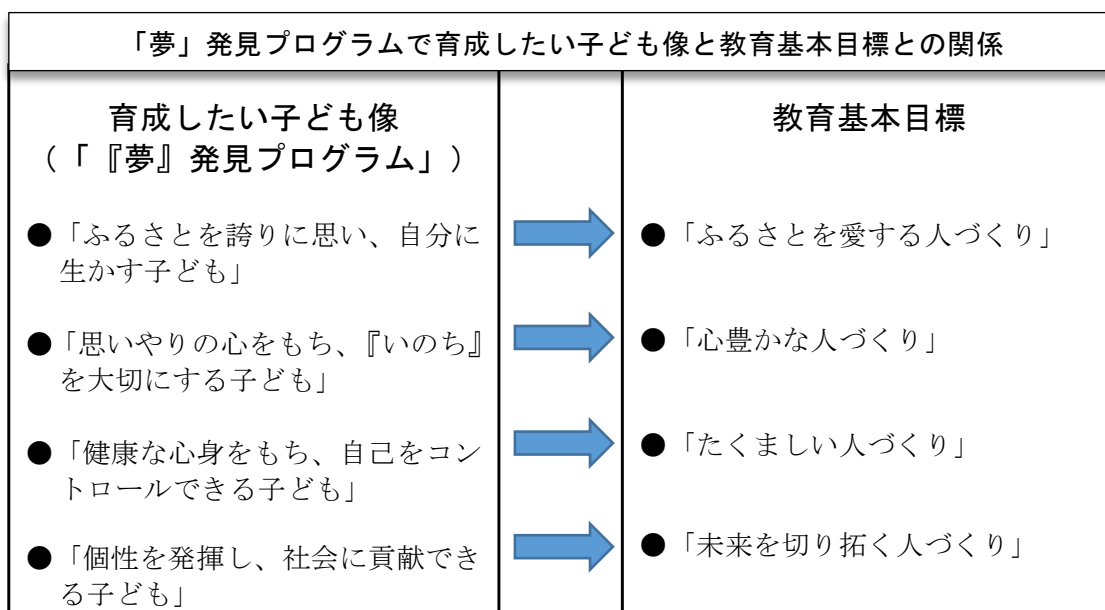 「夢」発見プログラムで育成したい子ども像と教育基本目標との関係
育成したい子ども像
（「『夢』発見プログラム」）
●「ふるさとを誇りに思い、自分に
生かす子ども」
●「思いやりの心をもち、『いのち』
を大切にする子ども」
●「健康な心身をもち、自己をコン
トロールできる子ども」
●「個性を発揮し、社会に貢献でき
る子ども」
教育基本目標
●「ふるさとを愛する人づくり」
●「心豊かな人づくり」
●「たくましい人づくり」
●「未来を切り拓く人づくり」